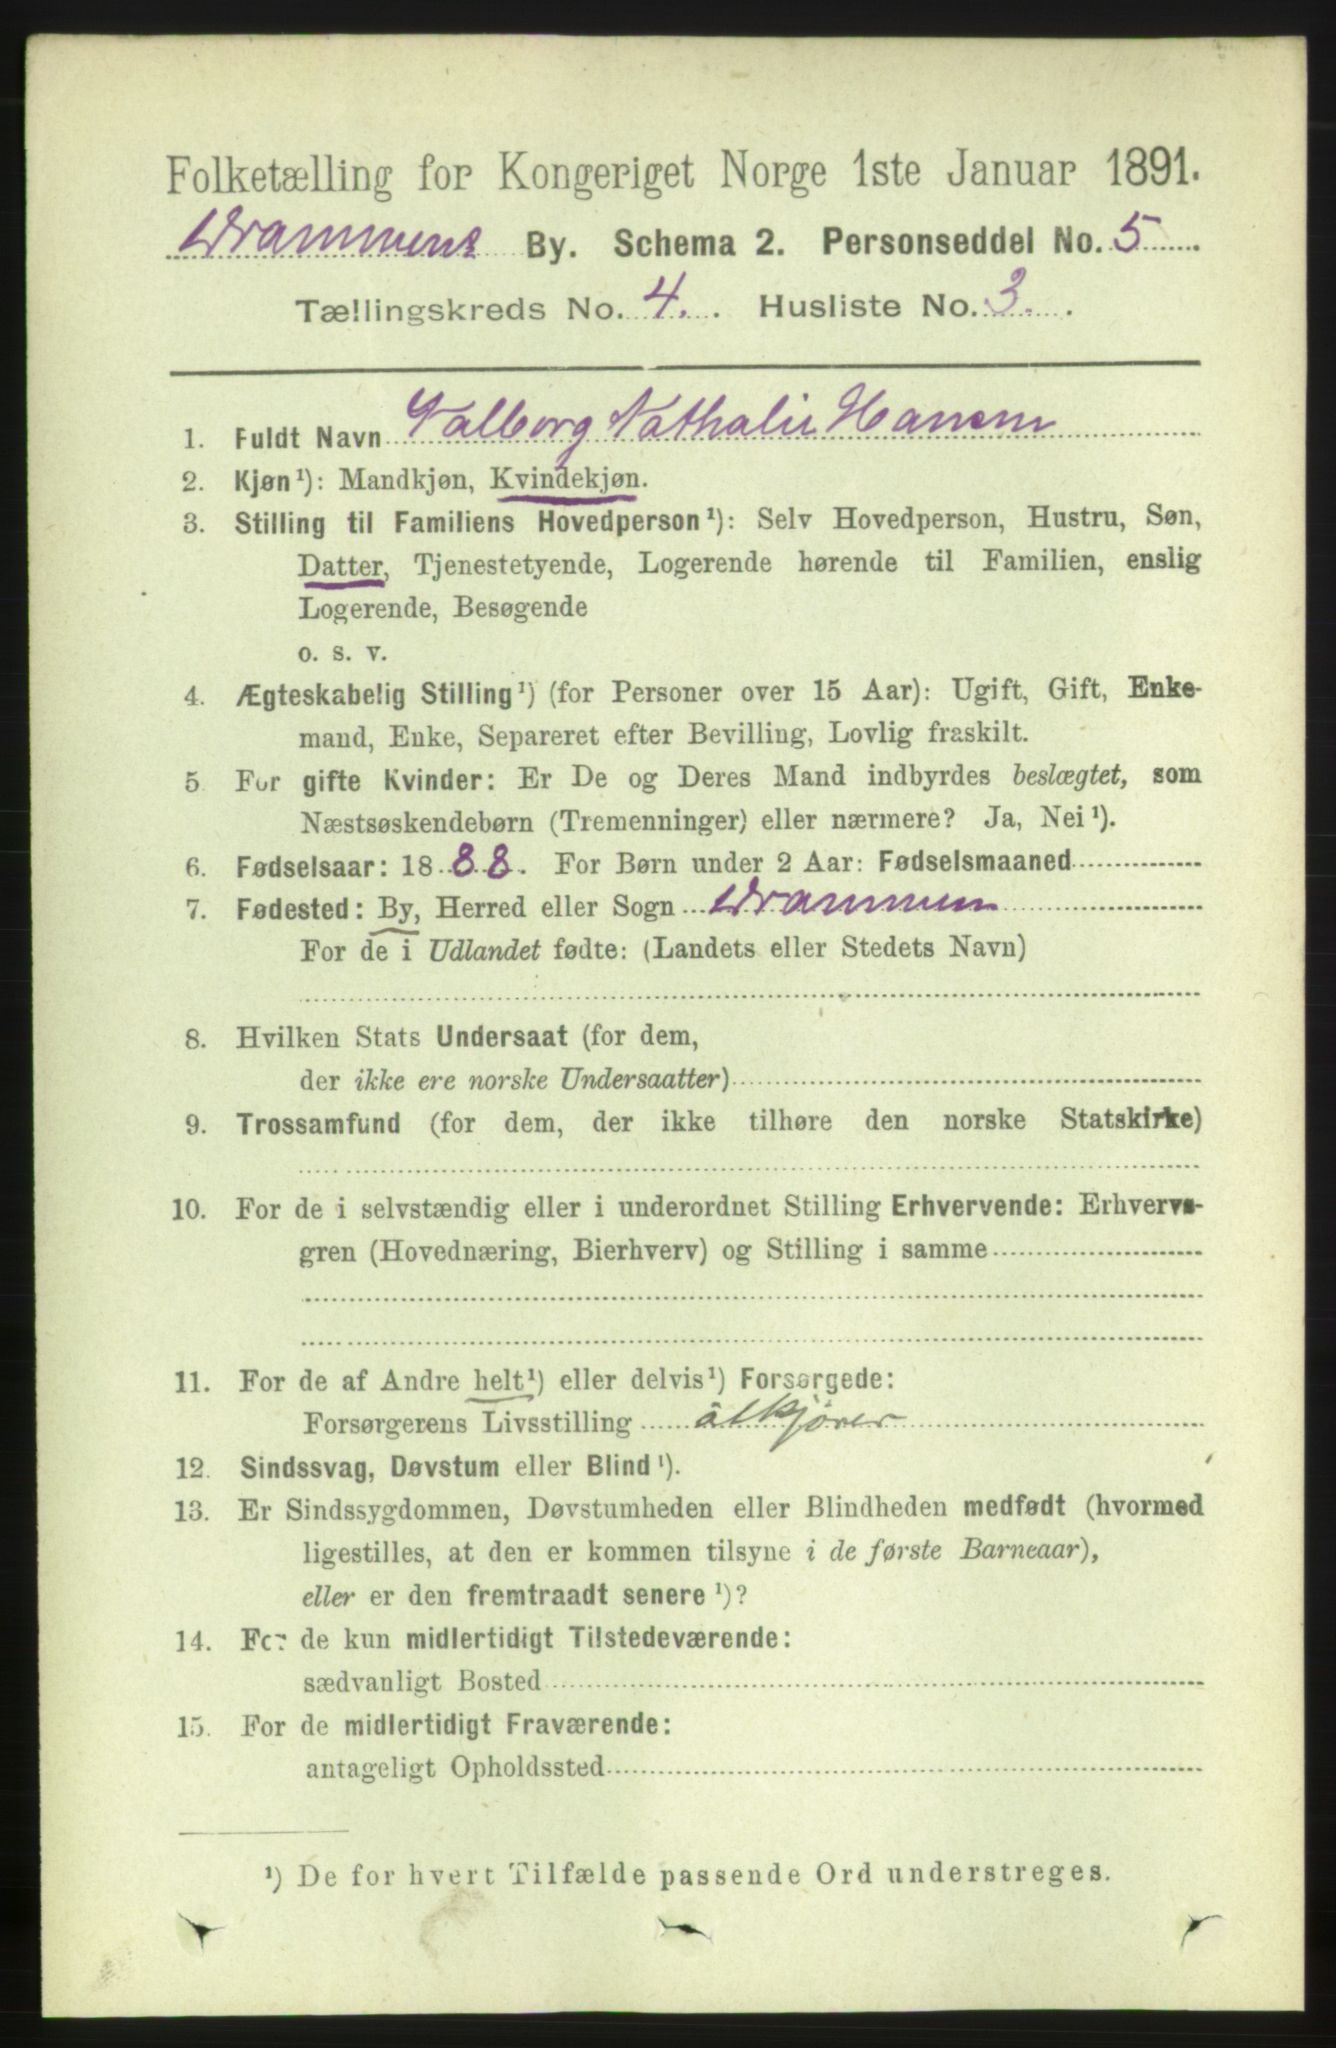 Folketælling for Kongeriget Norge 1ste Januar 1891.
Drammens By. Schema 2. Personseddel No. 5
Tællingskreds No. 4. Husliste No. 3.
1. Fuldt Navn Valborg Nathalie Hansen
2. Kjøn¹): Mandkjøn, Kvindekjøn.
3. Stilling til Familiens Hovedperson¹): Selv Hovedperson, Hustru, Søn,
Datter, Tjenestetyende, Logerende hørende til Familien, enslig
Logerende, Besøgende
o. s. v.
4. Ægteskabelig Stilling¹) (for Personer over 15 Aar): Ugift, Gift, Enke-
mand, Enke, Separeret efter Bevilling, Lovlig fraskilt.
5 For gifte Kvinder: Er De og Deres Mand indbyrdes beslægtet, som
Næstsøskendebørn (Tremenninger) eller nærmere? Ja, Nei¹).
6. Fødselsaar: 1888. For Børn under 2 Aar: Fødselsmaaned
7. Fødested: By, Herred eller Sogn Drammen
For de i Udlandet fødte: (Landets eller Stedets Navn)
8. Hvilken Stats Undersaat (for dem,
der ikke ere norske Undersaatter)
9. Trossamfund (for dem, der ikke tilhøre den norske Statskirke)
10. For de i selvstændig eller i underordnet Stilling Erhvervende: Erhvervs-
gren (Hovednæring, Bierhverv) og Stilling i samme
11. For de af Andre helt¹) eller delvis¹) Forsørgede:
Forsørgerens Livsstilling ølkjører
12. Sindssvag, Døvstum eller Blind¹).
13. Er Sindssygdommen, Døvstumheden eller Blindheden medfødt (hvormed
ligestilles, at den er kommen tilsyne i de første Barneaar),
eller er den fremtraadt senere¹)?
14. For de kun midlertidigt Tilstedeværende:
sædvanligt Bosted
15. For de midlertidigt Fraværende:
antageligt Opholdssted
¹) De for hvert Tilfælde passende Ord understreges.